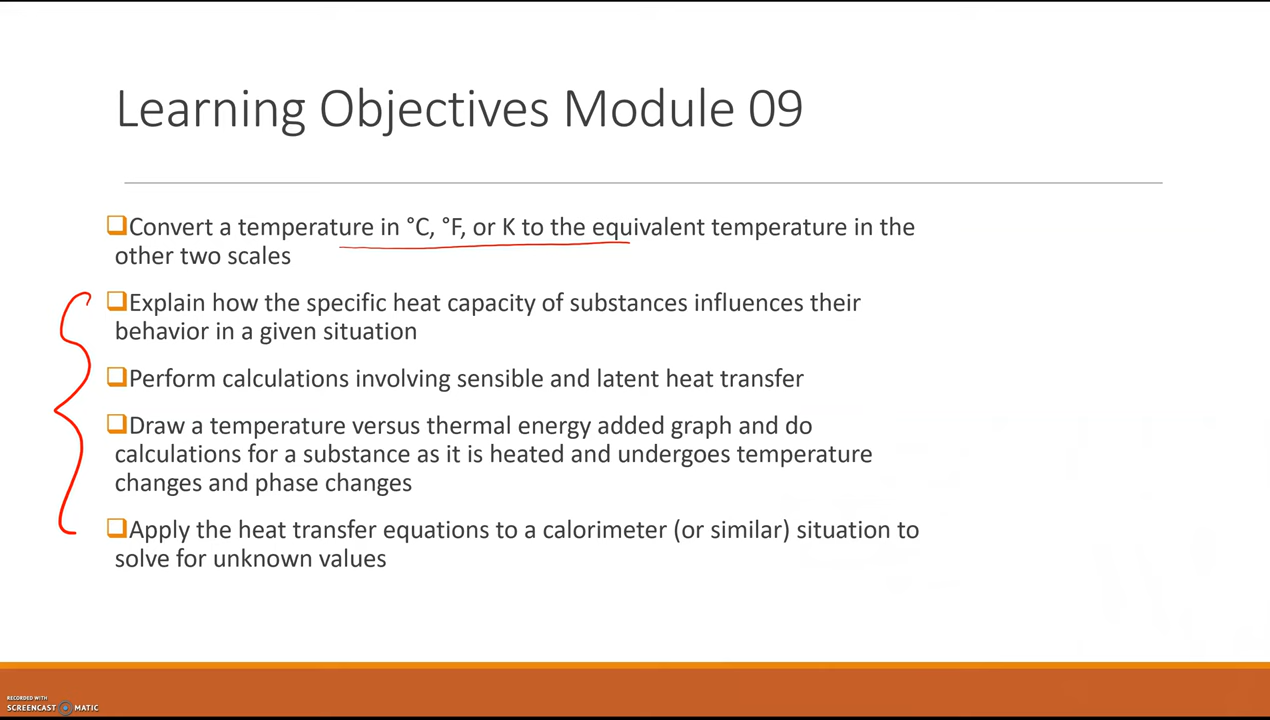 Learning Objectives Module 09
❑Convert a temperature in °C, °F, or K to the equivalent temperature in the
other two scales
❑Explain how the specific heat capacity of substances influences their
behavior in a given situation
❑Perform calculations involving sensible and latent heat transfer
❑Draw a temperature versus thermal energy added graph and do
calculations for a substance as it is heated and undergoes temperature
changes and phase changes
❑Apply the heat transfer equations to a calorimeter (or similar) situation to
solve for unknown values
RECORDED WITH
SCREENCAST MATIC